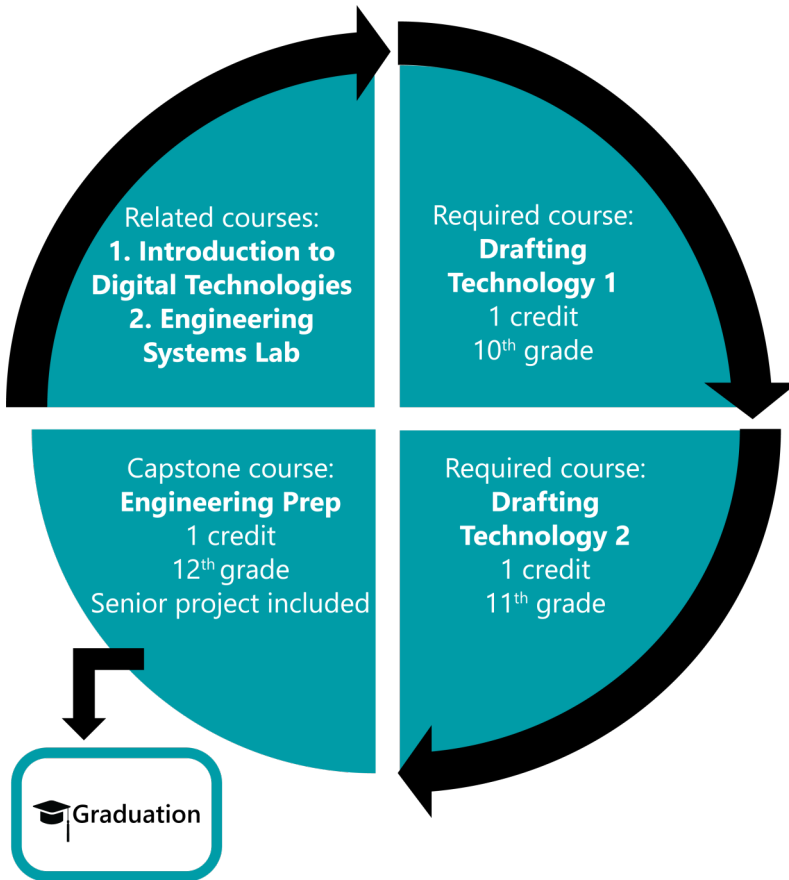 Related courses:
1. Introduction to
Digital Technologies
2. Engineering
Systems Lab
Required course:
Drafting
Technology 1
1 credit
10th grade
Required course:
Drafting
Technology 2
1 credit
11th grade
Capstone course:
Engineering Prep
1 credit
12th grade
Senior project included
Graduation